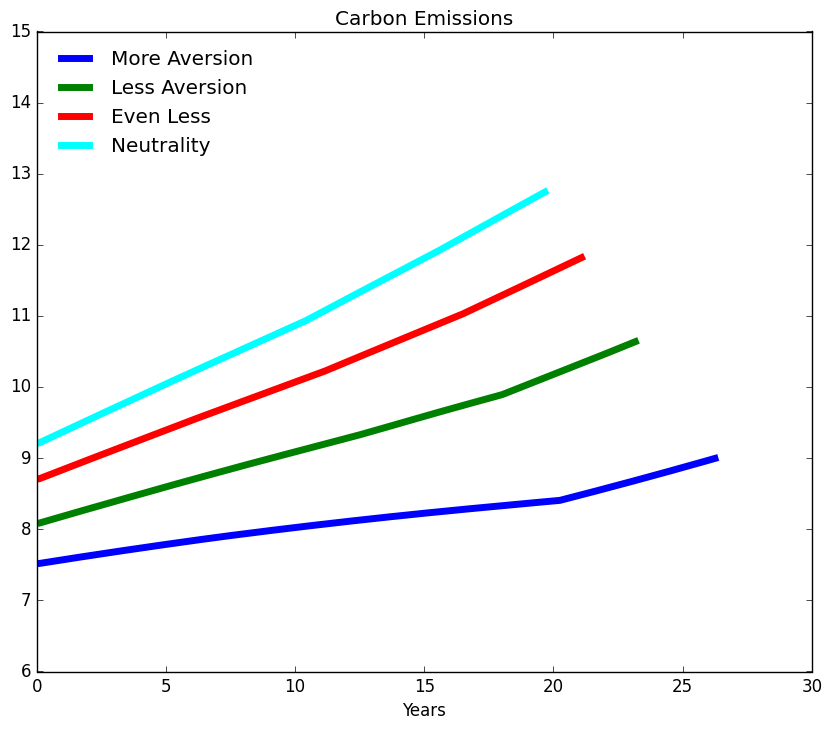 Carbon Emissions
15
14
13
12
11
10
9
8
7
6
More Aversion
Less Aversion
Even Less
Neutrality
0 5 10 15 20 25 30
Years